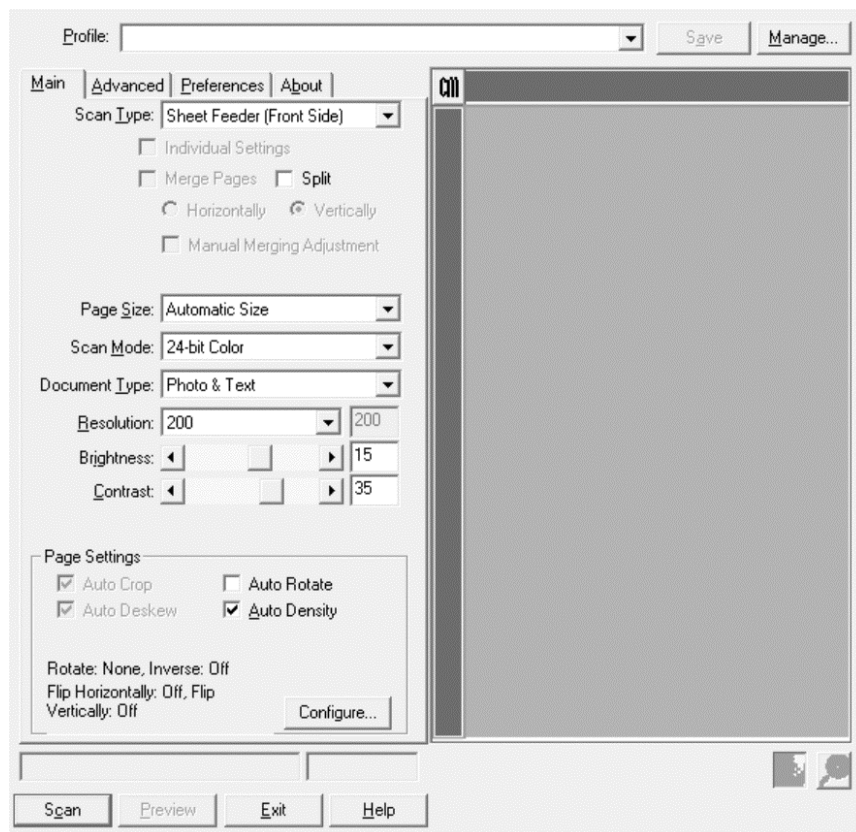 Profile: Save Manage...
Main Advanced Preferences About cm
Scan Type: Sheet Feeder (Front Side)
Individual Settings
Merge Pages Split
Horizontally Vertically
Manual Merging Adjustment
Page Size: Automatic Size
Scan Mode: 24-bit Color
Document Type: Photo & Text
Resolution: 200 200
Brightness: 15
Contrast: 35
Page Settings
Auto Crop Auto Rotate
Auto Deskew Auto Density
Rotate: None, Inverse: Off
Flip Horizontally: Off, Flip
Vertically: Off
Configure...
Scan Preview Exit Help